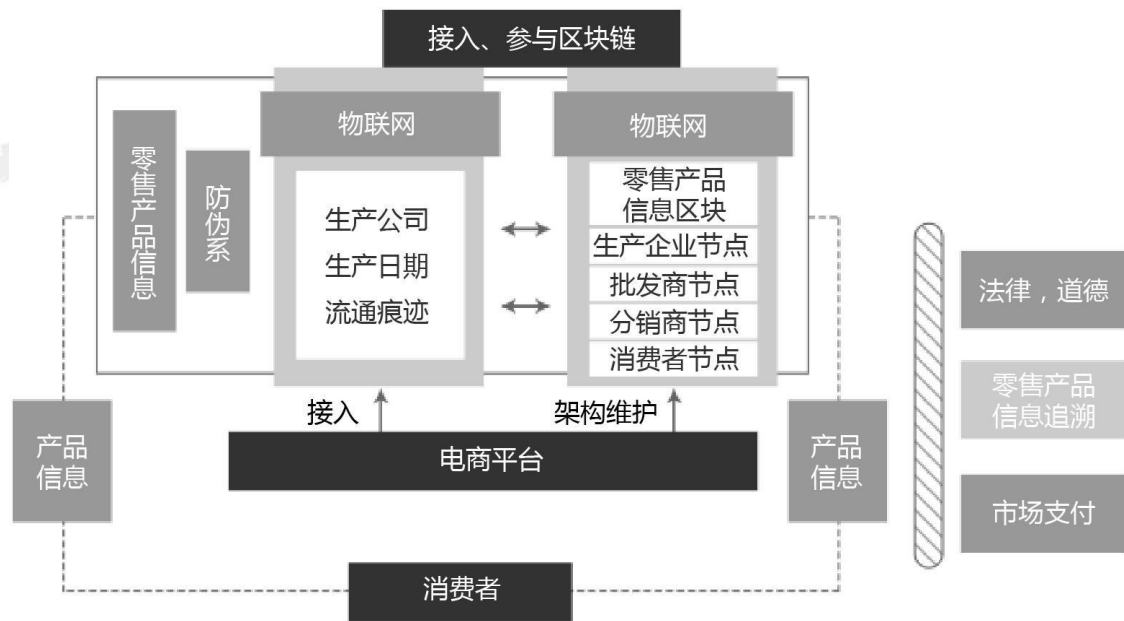 接入、参与区块链
物联网
物联网
零售产品信息
防伪系
生产公司
生产日期
流通痕迹
零售产品
信息区块
生产企业节点
批发商节点
分销商节点
消费者节点
接入
架构维护
电商平台
产品
信息
产品
信息
消费者
法律，道德
零售产品
信息追溯
市场支付